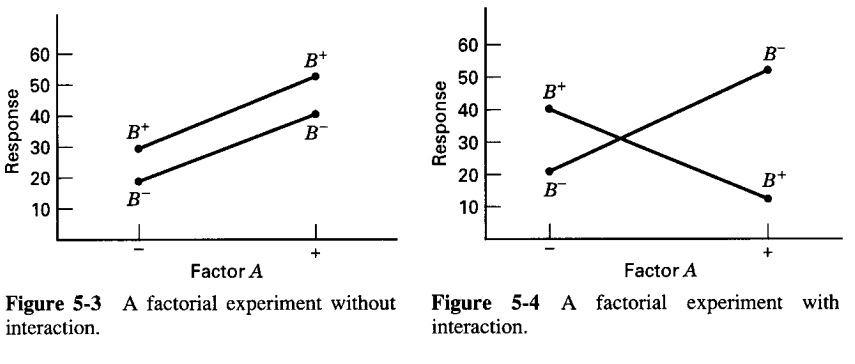 60
50
40
30
20
10
Response
B+
B−
B+
B−
−
+
Factor A
Figure 5-3 A factorial experiment without
interaction.
60
50
40
30
20
10
Response
B+
B−
B−
B+
−
+
Factor A
Figure 5-4 A factorial experiment with
interaction.